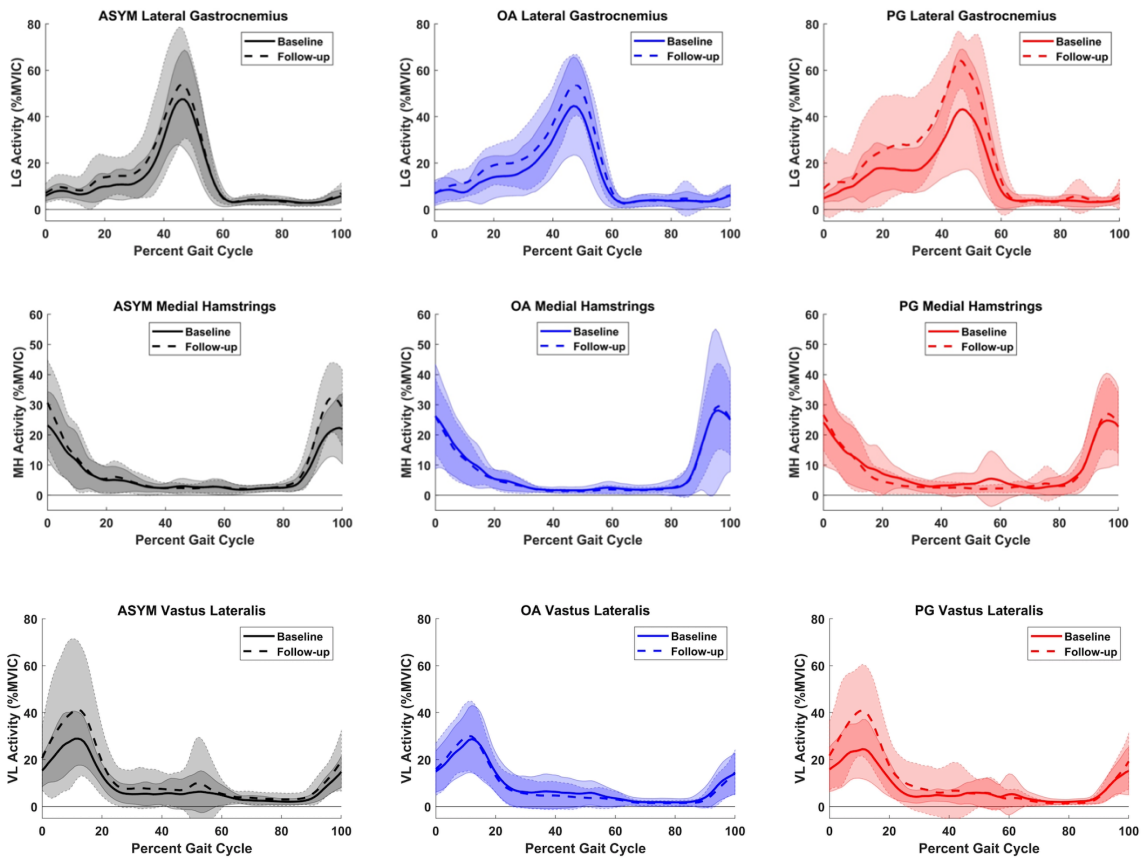 ASYM Lateral Gastrocnemius
LG Activity (%MVIC)
80
60
40
20
0
Baseline
Follow-up
0 20 40 60 80 100
Percent Gait Cycle
OA Lateral Gastrocnemius
LG Activity (%MVIC)
80
60
40
20
0
Baseline
Follow-up
0 20 40 60 80 100
Percent Gait Cycle
PG Lateral Gastrocnemius
LG Activity (%MVIC)
80
60
40
20
0
Baseline
Follow-up
0 20 40 60 80 100
Percent Gait Cycle
ASYM Medial Hamstrings
MH Activity (%MVIC)
60
50
40
30
20
10
0
Baseline
Follow-up
0 20 40 60 80 100
Percent Gait Cycle
OA Medial Hamstrings
MH Activity (%MVIC)
60
50
40
30
20
10
0
Baseline
Follow-up
0 20 40 60 80 100
Percent Gait Cycle
PG Medial Hamstrings
MH Activity (%MVIC)
60
50
40
30
20
10
0
Baseline
Follow-up
0 20 40 60 80 100
Percent Gait Cycle
ASYM Vastus Lateralis
VL Activity (%MVIC)
80
60
40
20
0
Baseline
Follow-up
0 20 40 60 80 100
Percent Gait Cycle
OA Vastus Lateralis
VL Activity (%MVIC)
80
60
40
20
0
Baseline
Follow-up
0 20 40 60 80 100
Percent Gait Cycle
PG Vastus Lateralis
VL Activity (%MVIC)
80
60
40
20
0
Baseline
Follow-up
0 20 40 60 80 100
Percent Gait Cycle